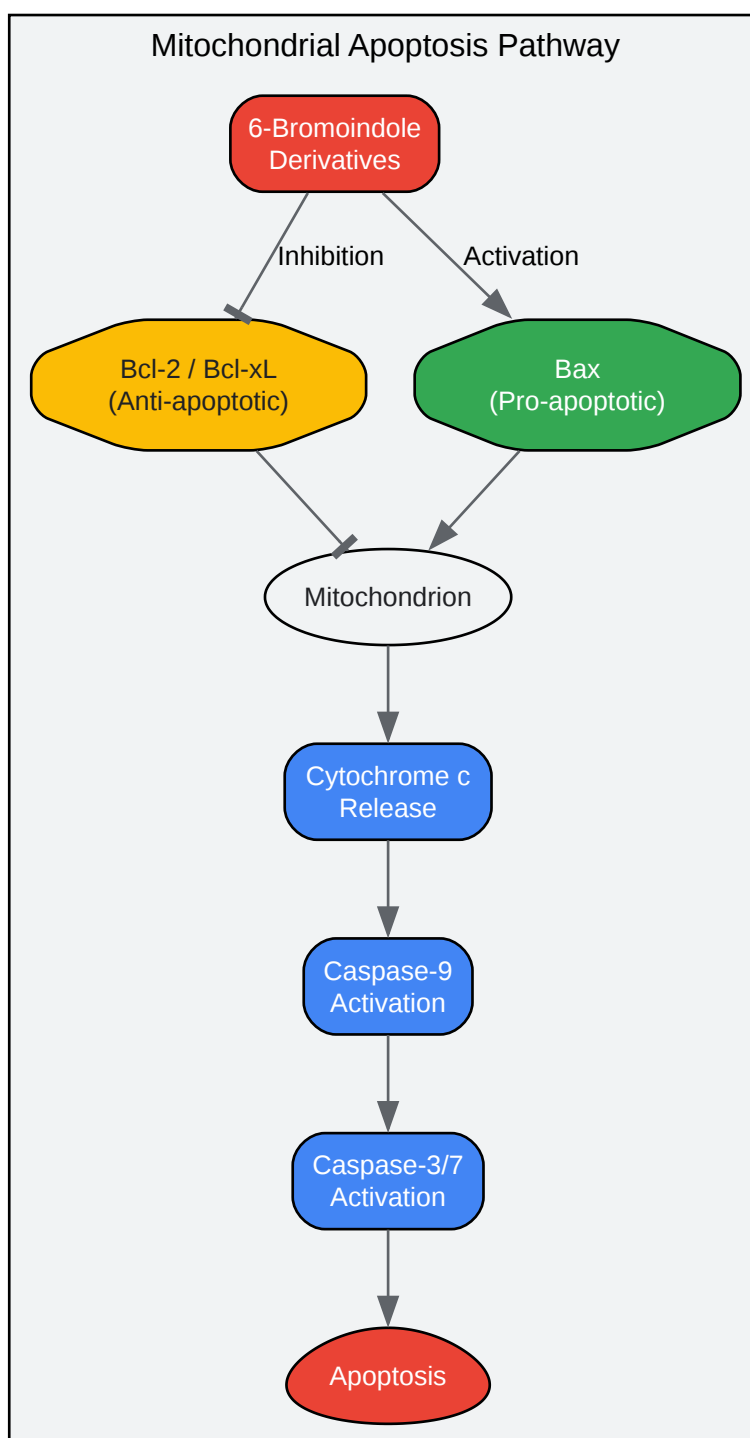 Mitochondrial Apoptosis Pathway
6-Bromoindole
Derivatives
Inhibition
Activation
Bcl-2 / Bcl-xL
(Anti-apoptotic)
Bax
(Pro-apoptotic)
Mitochondrion
Cytochrome c
Release
Caspase-9
Activation
Caspase-3/7
Activation
Apoptosis